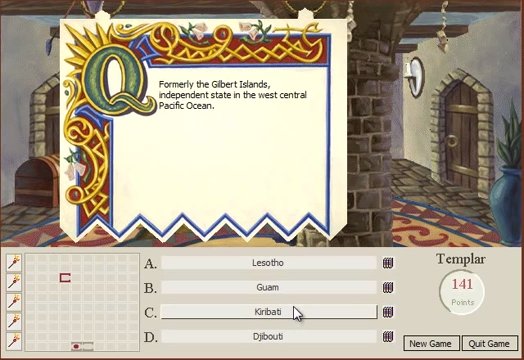 Q
Formerly the Gilbert Islands,
independent state in the west central
Pacific Ocean.
A. Lesotho
B. Guam
C. Kiribati
D. Djibouti
Templar
141
Points
New Game Quit Game